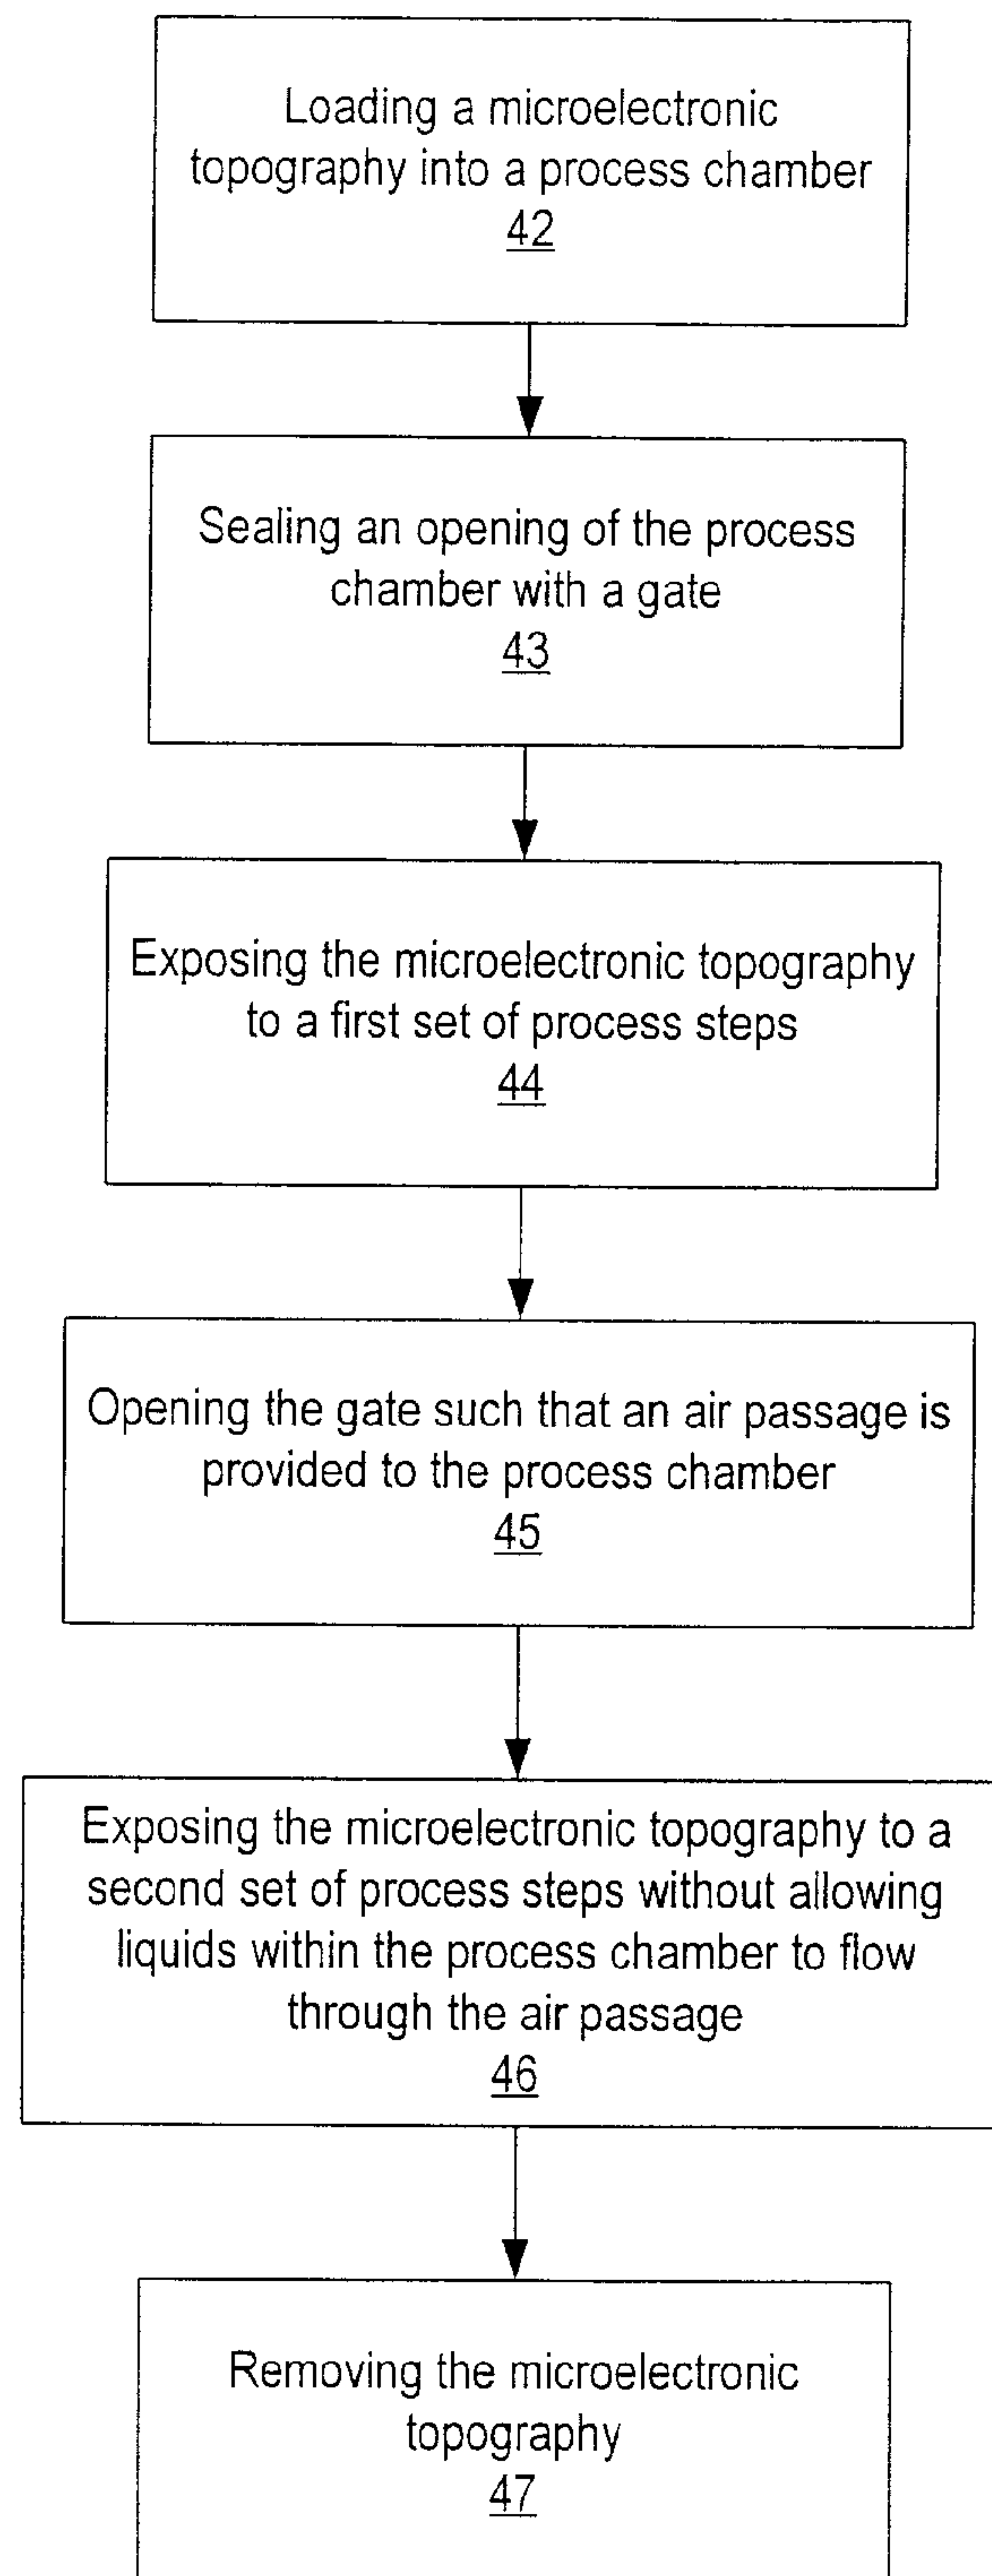 Loading a microelectronic
topography into a process chamber
42
Sealing an opening of the process
chamber with a gate
43
Exposing the microelectronic topography
to a first set of process steps
44
Opening the gate such that an air passage is
provided to the process chamber
45
Exposing the microelectronic topography to a
second set of process steps without allowing
liquids within the process chamber to flow
through the air passage
46
Removing the microelectronic
topography
47